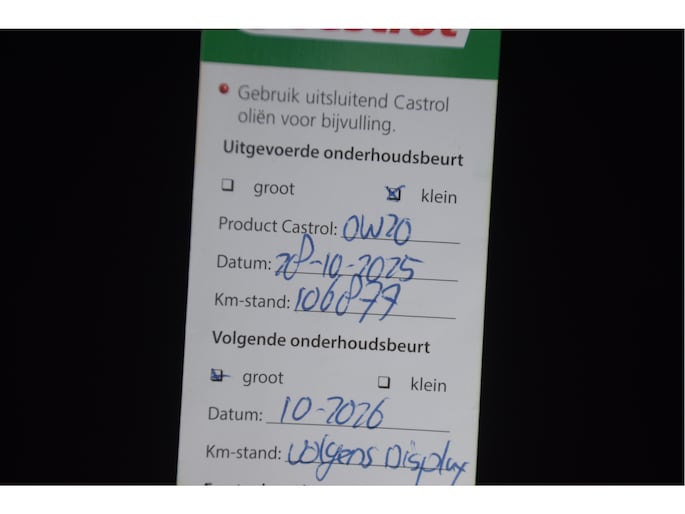 Castrol
Gebruik uitsluitend Castrol
oliën voor bijvulling.
Uitgevoerde onderhoudsbeurt
groot klein
Product Castrol: 0W20
Datum: 28-10-2025
Km-stand: 106877
Volgende onderhoudsbeurt
groot klein
Datum: 10-2026
Km-stand: volgens Display